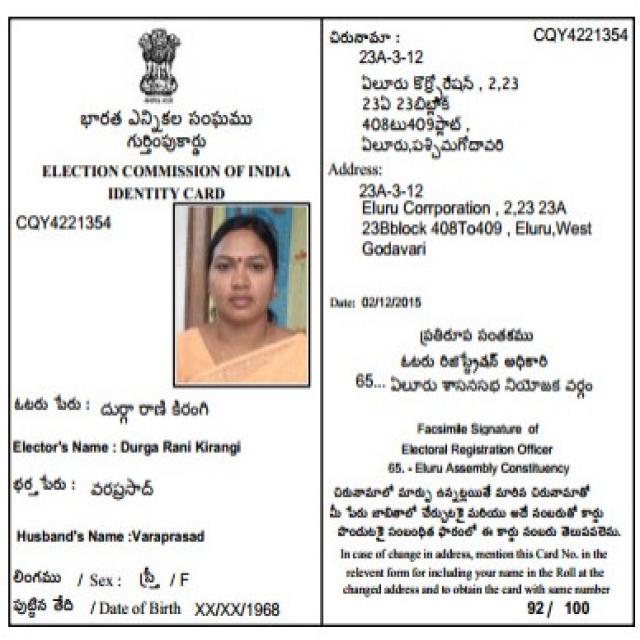 భారత ఎన్నికల సంఘము
గుర్తింపుకార్డు
ELECTION COMMISSION OF INDIA
IDENTITY CARD
CQY4221354
ఓటరు పేరు : దుర్గా రాణి కిరంగి
Elector's Name : Durga Rani Kirangi
భర్త పేరు : వరప్రసాద్
Husband's Name :Varaprasad
లింగము / Sex : స్త్రీ / F
పుట్టిన తేది / Date of Birth XX/XX/1968
చిరునామా : CQY4221354
23A-3-12
ఏలూరు కొర్పొరేషన్ , 2,23
23ఏ 23బిబ్లాక్
408టు409ప్లాట్ ,
ఏలూరు,పశ్చిమగోదావరి
Address:
23A-3-12
Eluru Corrporation , 2,23 23A
23Bblock 408To409 , Eluru,West
Godavari
Date: 02/12/2015
ప్రతిరూప సంతకము
ఓటరు రిజిస్ట్రేషన్ అధికారి
65... ఏలూరు శాసనసభ నియోజక వర్గం
Facsimile Signature of
Electoral Registration Officer
65. - Eluru Assembly Constituency
చిరునామాలో మార్పు ఉన్నట్లయితే మారిన చిరునామాతో
మీ పేరు జాబితాలో చేర్చుటకై మరియు అదే నంబరుతో కార్డు
పొందుటకై సంబంధిత ఫారంలో ఈ కార్డు నంబరు తెలుపవలెను.
In case of change in address, mention this Card No. in the
relevent form for including your name in the Roll at the
changed address and to obtain the card with same number
92 / 100